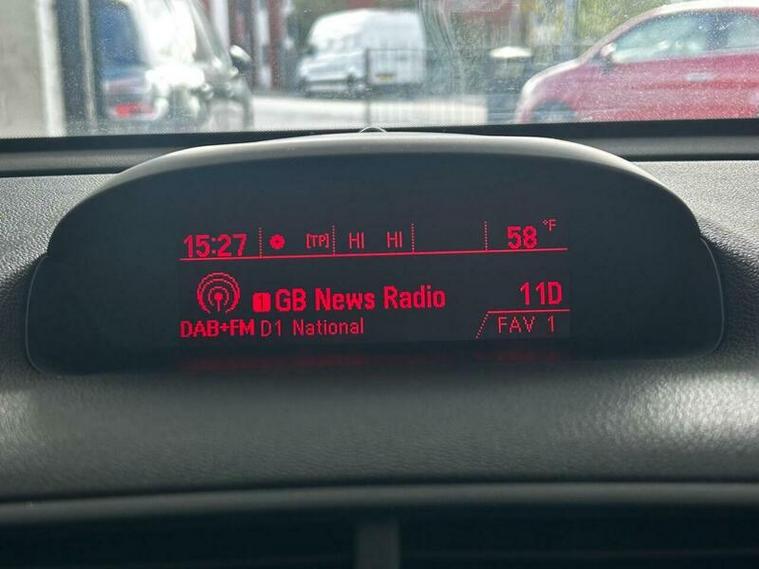 15:27 [TP] HI HI 58 °F
i GB News Radio 11D
DAB+FM D1 National FAV 1